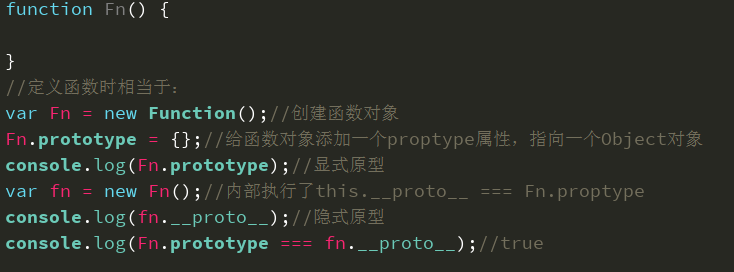 function Fn() {
}
//定义函数时相当于：
var Fn = new Function();//创建函数对象
Fn.prototype = {};//给函数对象添加一个proptype属性，指向一个Object对象
console.log(Fn.prototype);//显式原型
var fn = new Fn();//内部执行了this.__proto__ === Fn.proptype
console.log(fn.__proto__);//隐式原型
console.log(Fn.prototype === fn.__proto__);//true